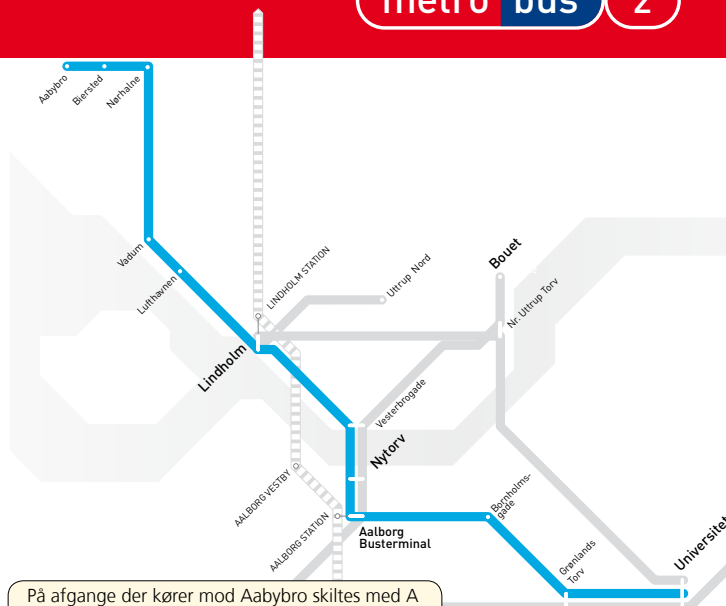 metro bus 2
Aabybro
Biersted
Nørhalne
Vadum
Lufthavnen
LINDHOLM STATION
Uttrup Nord
Bouet
Nr. Uttrup Torv
Lindholm
Vesterbrogade
Nytorv
AALBORG VESTBY
AALBORG STATION
Aalborg
Busterminal
Bornholms-
gade
Grønlands
Torv
Universitet
På afgange der kører mod Aabybro skiltes med A